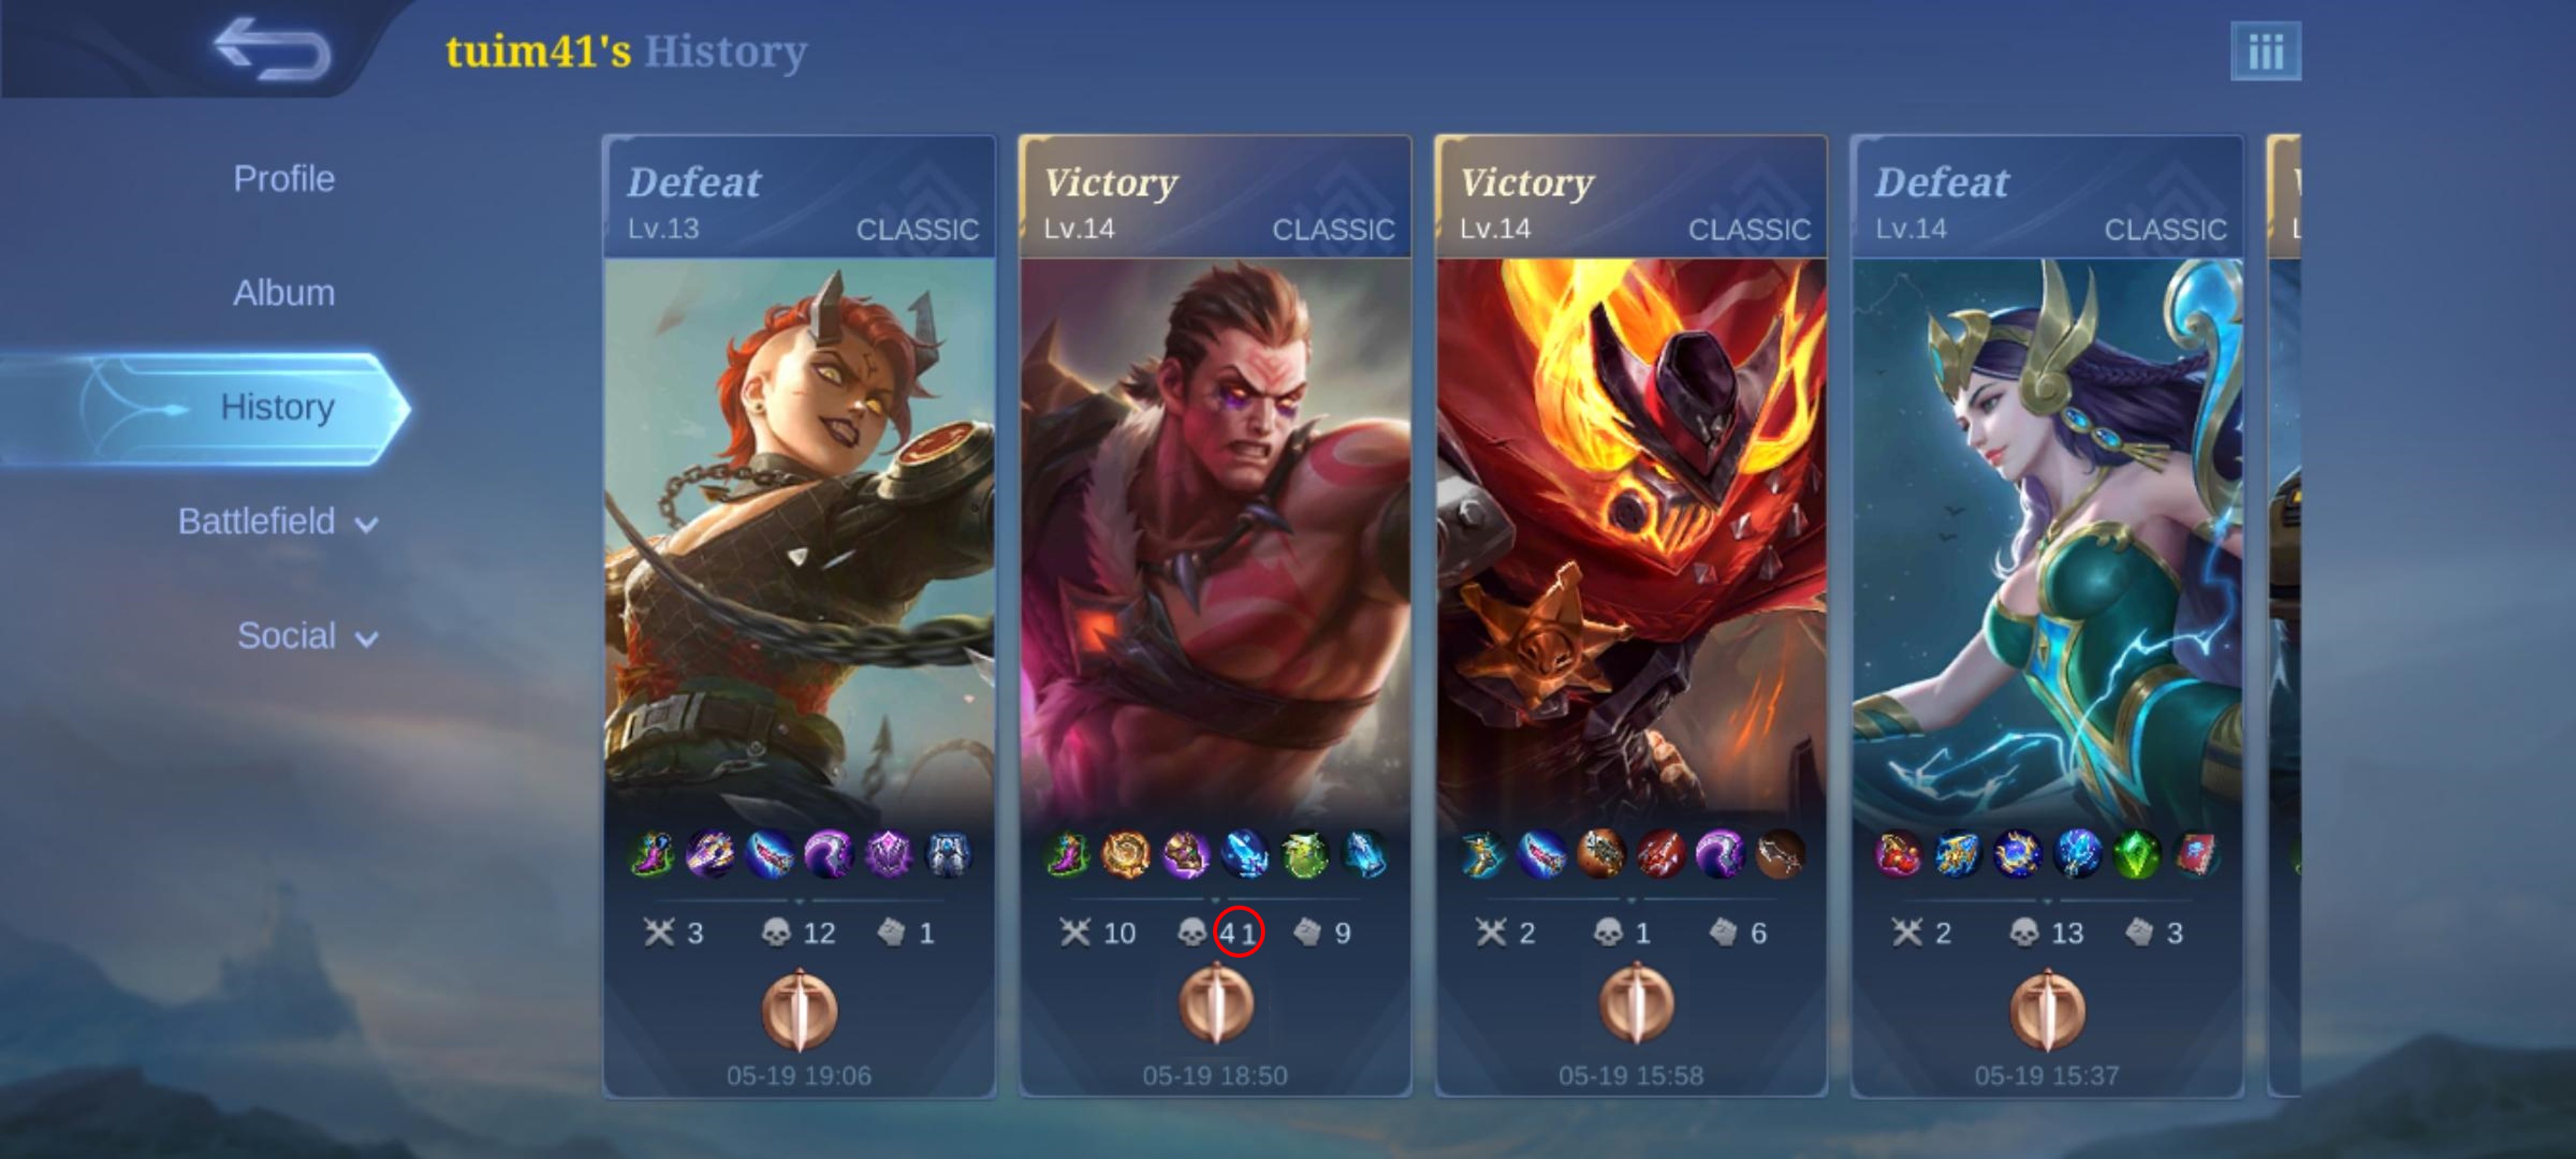 tuim41's History
Profile
Album
History
Battlefield
Social
Defeat
Lv.13 CLASSIC
3 12 1
05-19 19:06
Victory
Lv.14 CLASSIC
10 41 9
05-19 18:50
Victory
Lv.14 CLASSIC
2 1 6
05-19 15:58
Defeat
Lv.14 CLASSIC
2 13 3
05-19 15:37